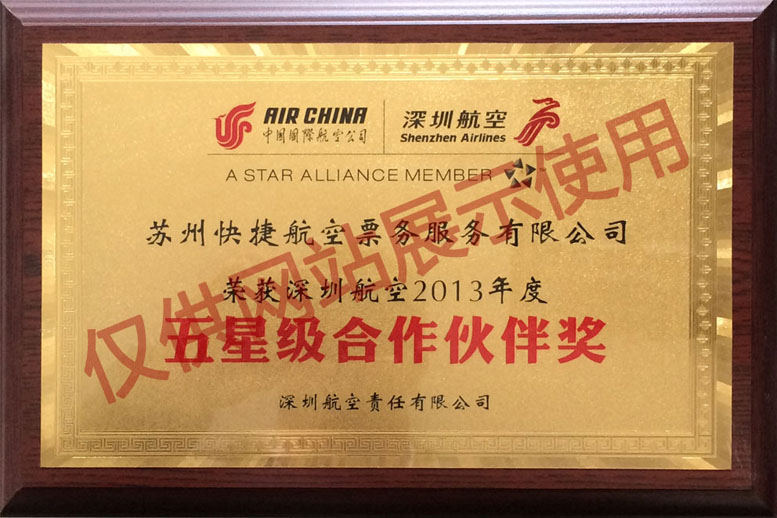 AIR CHINA
中国国际航空公司
深圳航空
Shenzhen Airlines
A STAR ALLIANCE MEMBER
苏州快捷航空票务服务有限公司
荣获深圳航空2013年度
五星级合作伙伴奖
深圳航空责任有限公司
仅供网站展示使用